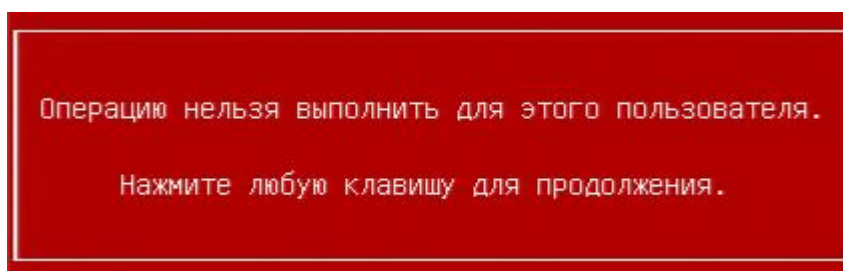 Операцию нельзя выполнить для этого пользователя.
Нажмите любую клавишу для продолжения.